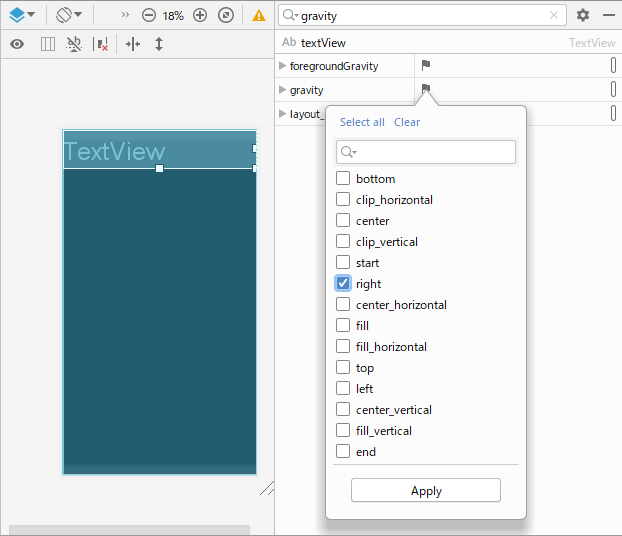 18%
gravity
Ab textView TextView
foregroundGravity
gravity
layout_
Select all Clear
TextView
bottom
clip_horizontal
center
clip_vertical
start
right
center_horizontal
fill
fill_horizontal
top
left
center_vertical
fill_vertical
end
Apply